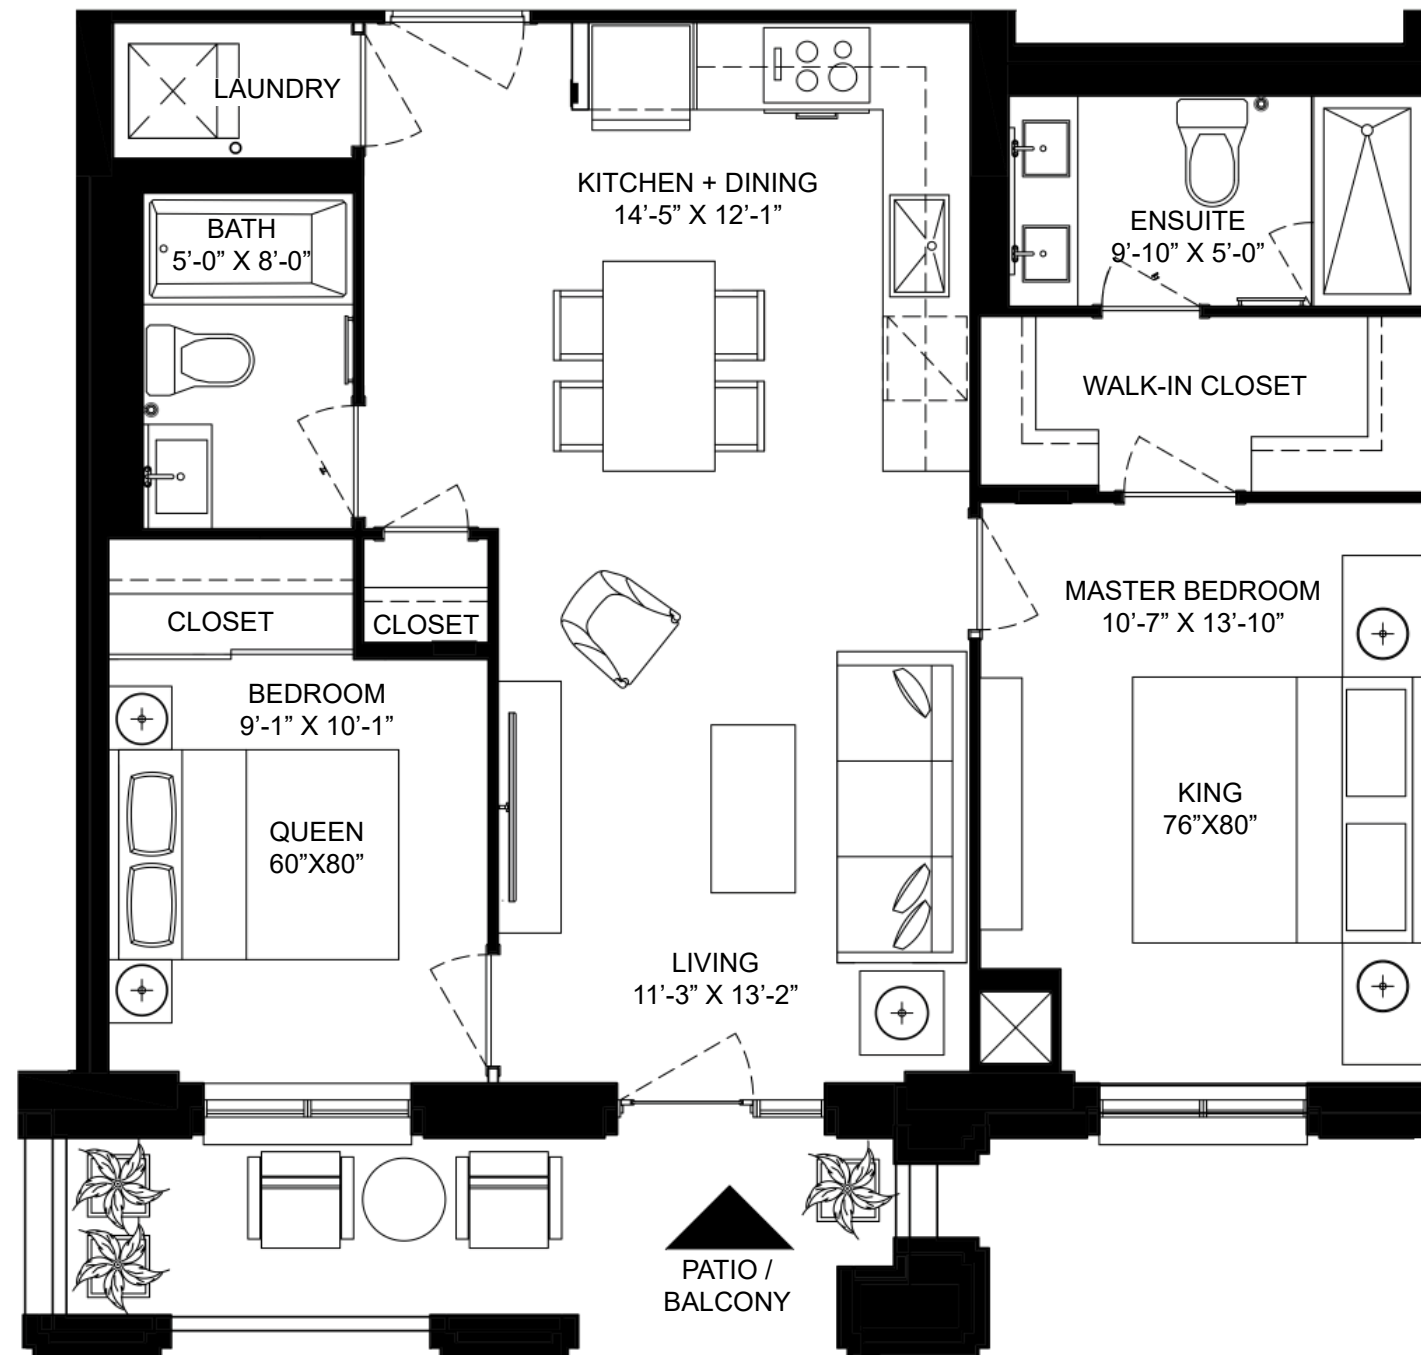 LAUNDRY
KITCHEN + DINING
14’-5” X 12’-1”
BATH
5’-0” X 8’-0”
ENSUITE
9’-10” X 5’-0”
WALK-IN CLOSET
MASTER BEDROOM
10’-7” X 13’-10”
CLOSET
CLOSET
BEDROOM
9’-1” X 10’-1”
QUEEN
60”X80”
KING
76”X80”
LIVING
11’-3” X 13’-2”
PATIO /
BALCONY